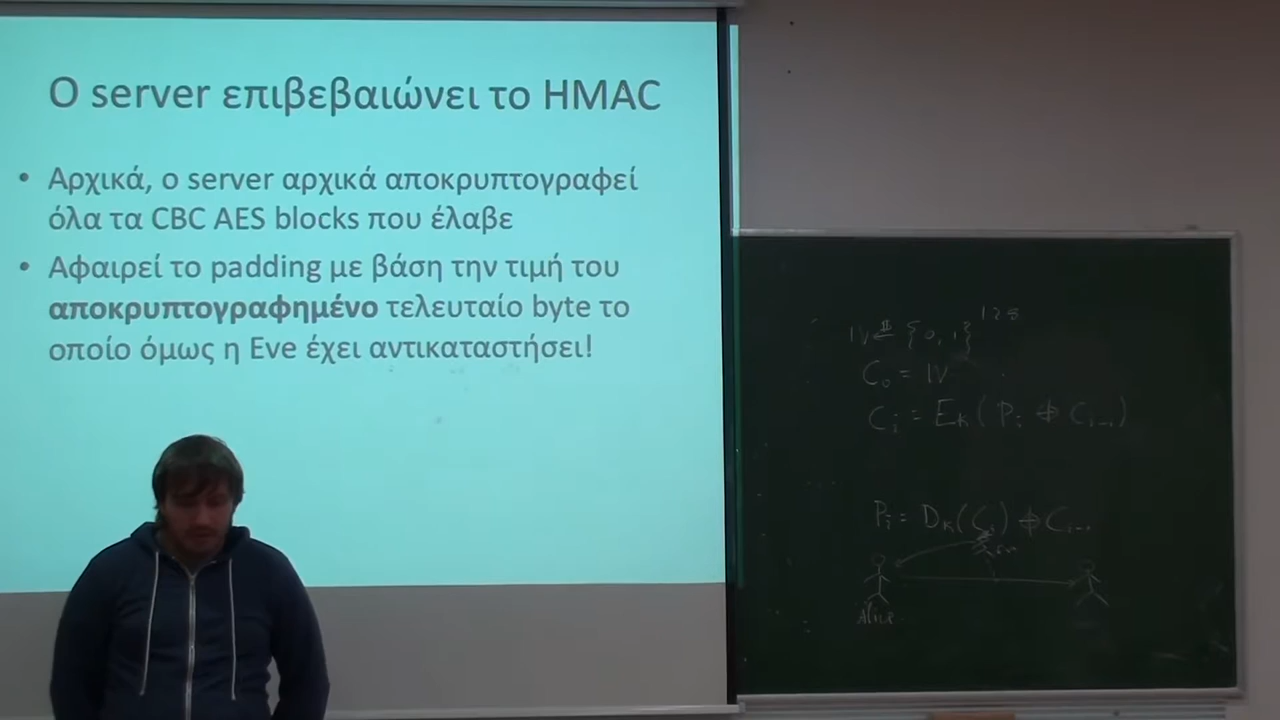 Ο server επιβεβαιώνει το HMAC
• Αρχικά, ο server αρχικά αποκρυπτογραφεί
όλα τα CBC AES blocks που έλαβε
• Αφαιρεί το padding με βάση την τιμή του
αποκρυπτογραφημένο τελευταίο byte το
οποίο όμως η Eve έχει αντικαταστήσει!
IV ← {0,1}^128
C₀ = IV
Cᵢ = Eₖ( Pᵢ ⊕ Cᵢ₋₁)
Pᵢ = Dₖ(Cᵢ) ⊕ Cᵢ₋₁
Alice